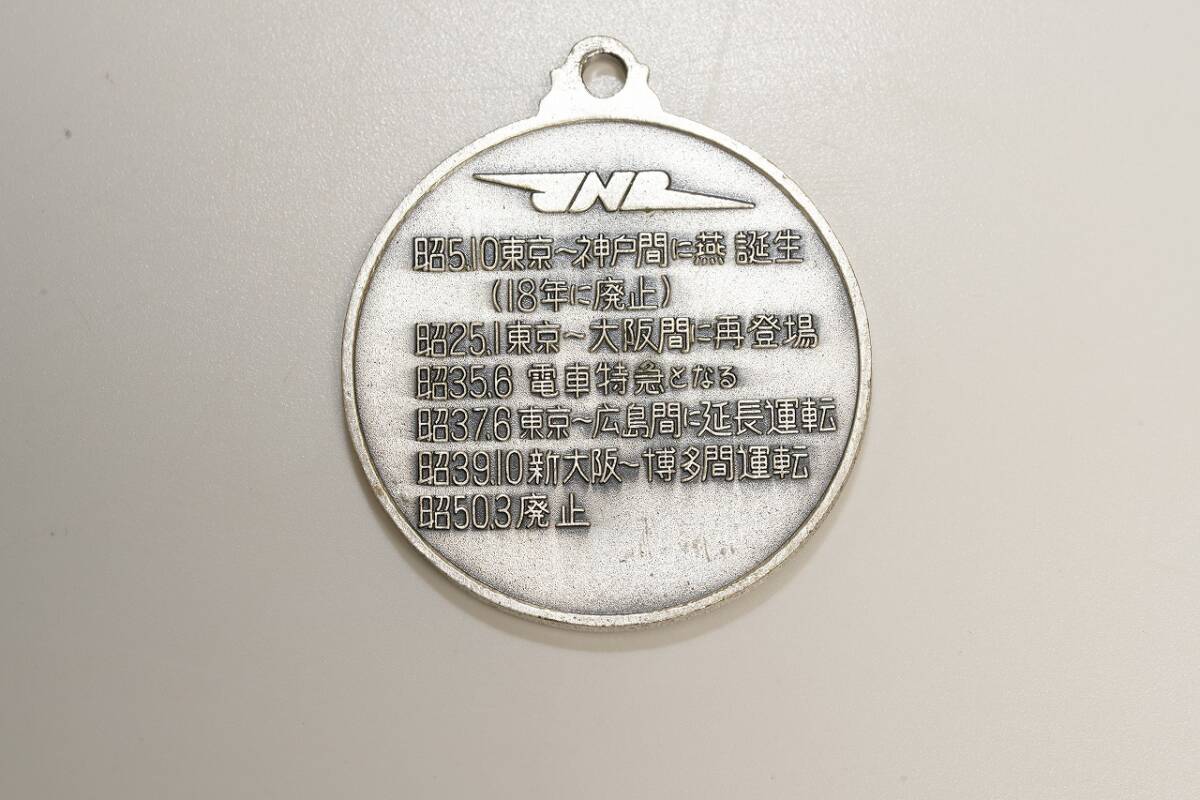 JNR
昭5.10東京～神戸間に燕誕生
(18年に廃止)
昭25.1東京～大阪間に再登場
昭35.6 電車特急となる
昭37.6東京～広島間に延長運転
昭39.10新大阪～博多間運転
昭50.3廃止